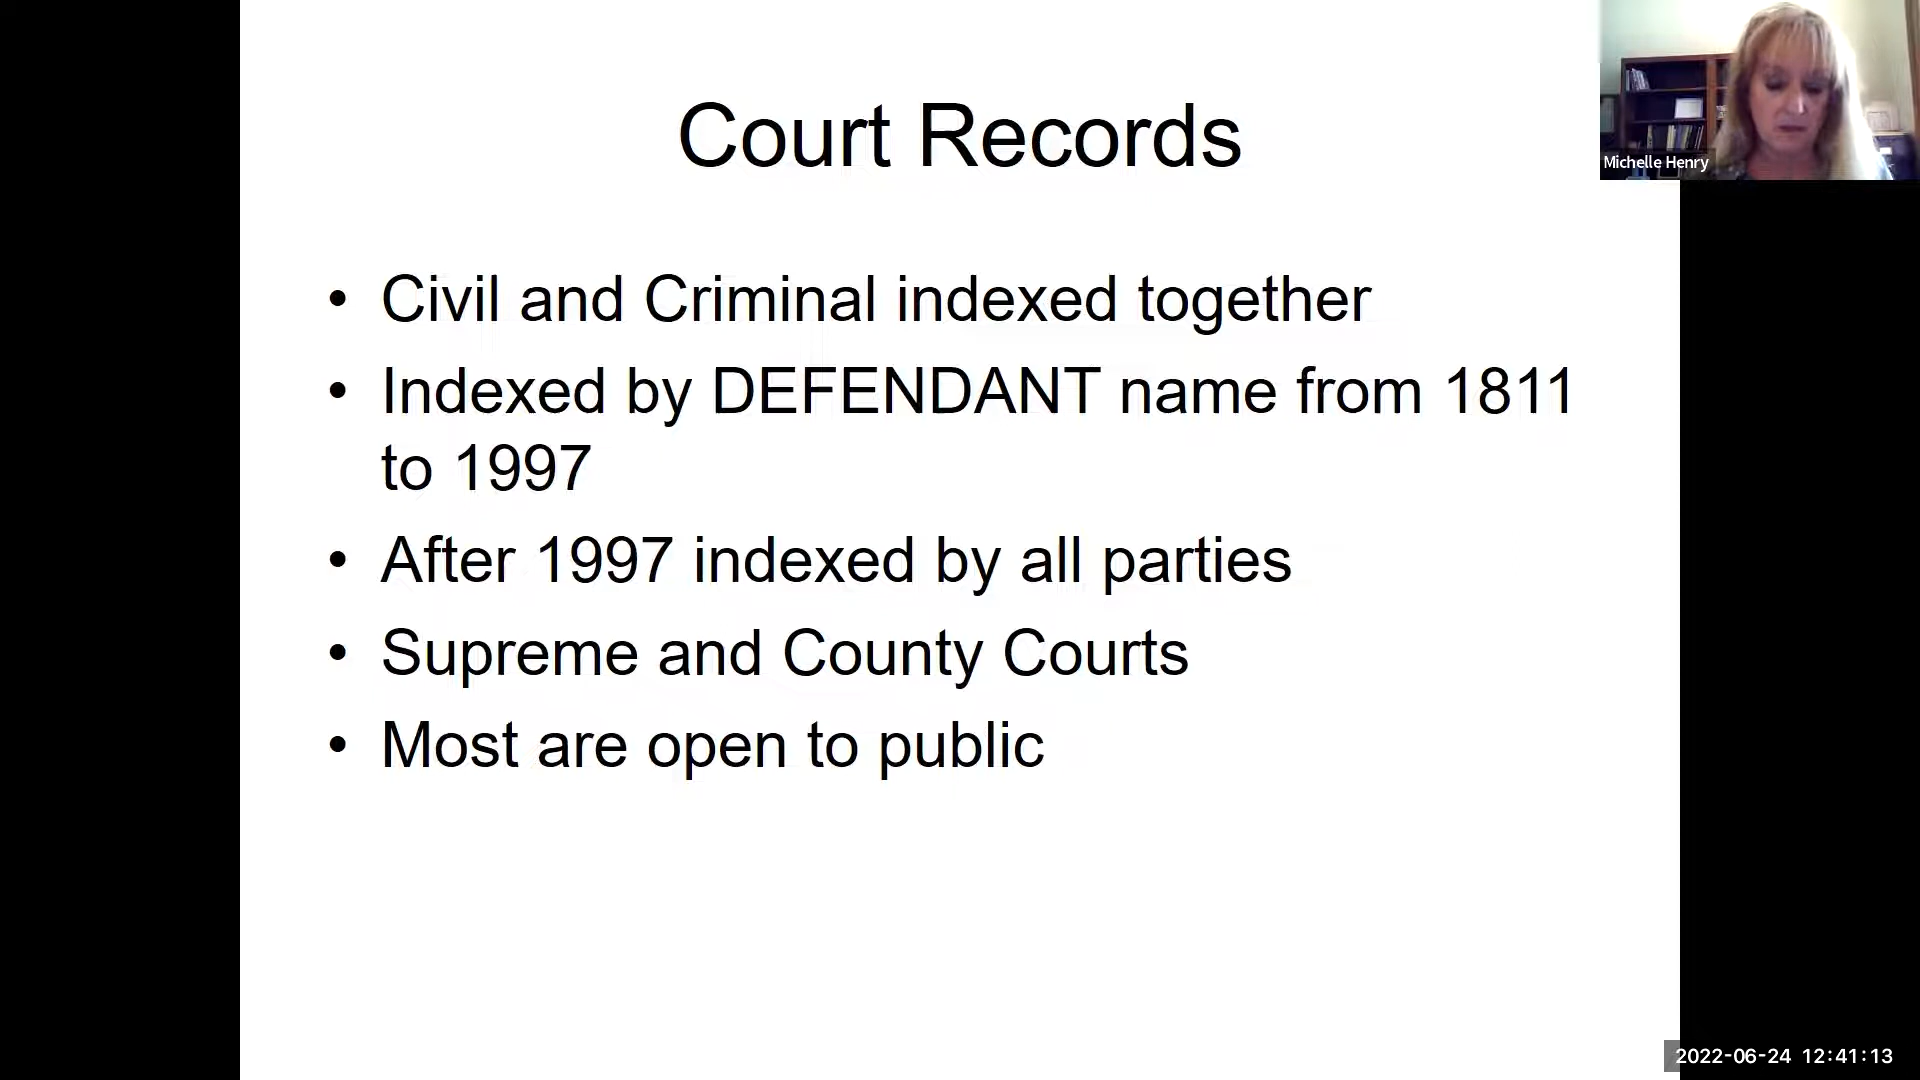 Court Records
Michelle Henry
• Civil and Criminal indexed together
• Indexed by DEFENDANT name from 1811
to 1997
• After 1997 indexed by all parties
• Supreme and County Courts
• Most are open to public
2022-06-24 12:41:13